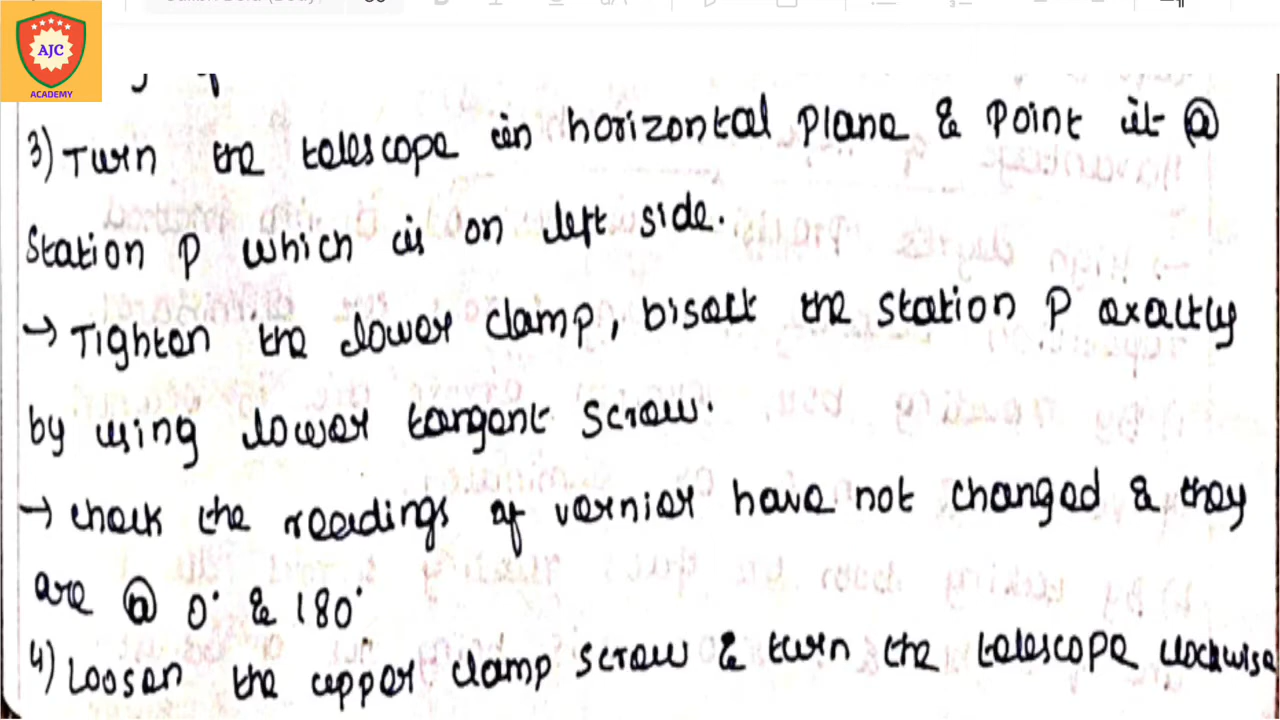 AJC
ACADEMY
3) Turn the telescope in horizontal plane & Point it @
Station P which is on left side.
→ Tighten the lower clamp, bisect the station P exactly
by using lower tangent screw.
→ check the readings of vernier have not changed & they
are @ 0° & 180°
4) Loosen the upper clamp screw & turn the telescope clockwise